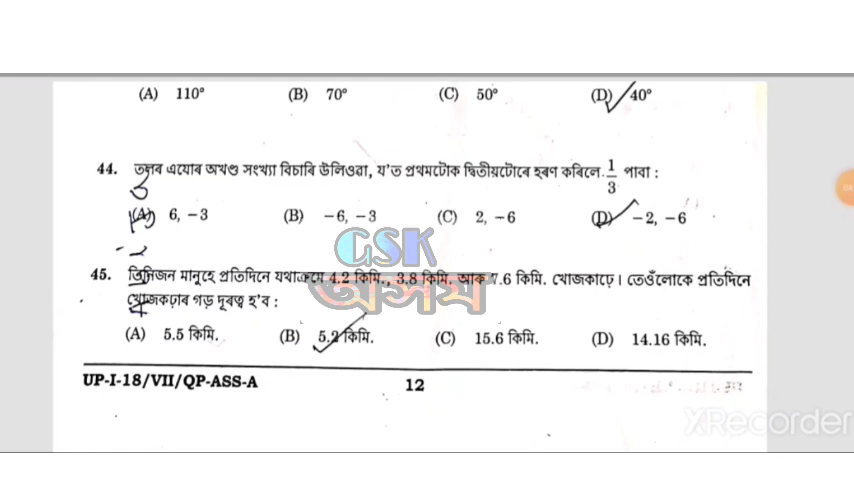 (A) 110° (B) 70° (C) 50° (D) 40°
44. তলৰ এযোৰ অখণ্ড সংখ্যা বিচাৰি উলিওৱা, য'ত প্ৰথমটোক দ্বিতীয়টোৰে হৰণ কৰিলে 1/3 পাবা :
(A) 6, −3 (B) −6, −3 (C) 2, −6 (D) −2, −6
GSK
অসম
45. তিনিজন মানুহে প্ৰতিদিনে যথাক্ৰমে 4.2 কিমি., 3.8 কিমি. আৰু 7.6 কিমি. খোজকাঢ়ে। তেওঁলোকে প্ৰতিদিনে
খোজকঢ়াৰ গড় দূৰত্ব হ'ব :
(A) 5.5 কিমি. (B) 5.2 কিমি. (C) 15.6 কিমি. (D) 14.16 কিমি.
UP-I-18/VII/QP-ASS-A 12
XRecorder